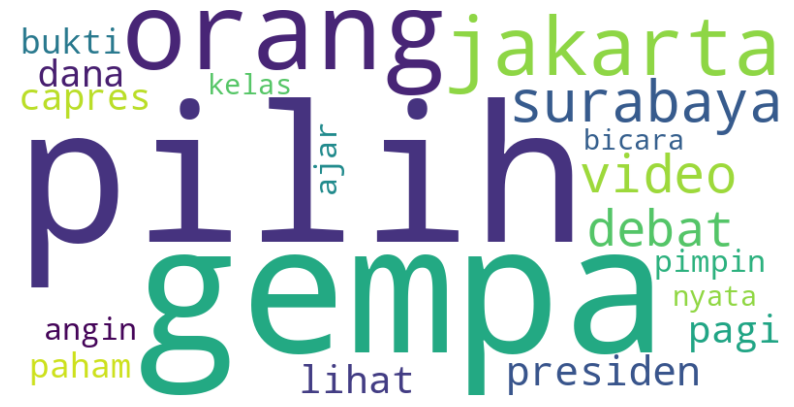 orang
jakarta
bukti
dana
kelas
capres
surabaya
pilih
ajar
bicara
video
debat
gempa
pimpin
nyata
angin
pagi
paham
lihat
presiden